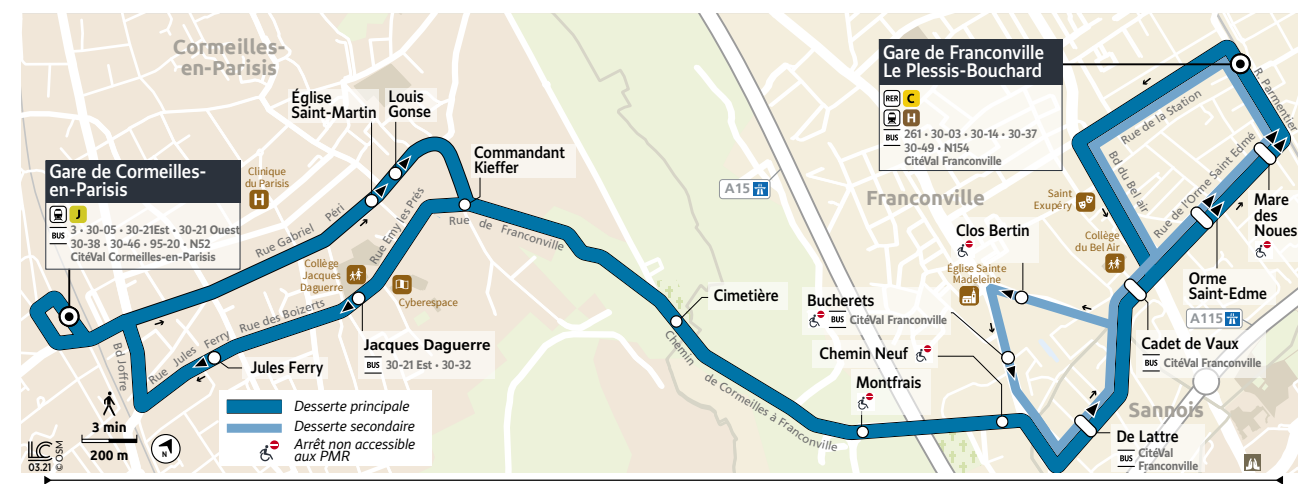 Cormeilles-
en-Parisis
Église
Saint-Martin
Louis
Gonse
Commandant
Kieffer
Gare de Cormeilles-
en-Parisis
J
BUS 3 • 30-05 • 30-21Est • 30-21 Ouest
30-38 • 30-46 • 95-20 • N52
CitéVal Cormeilles-en-Parisis
Clinique
du Parisis
H
Rue Gabriel Péri
Rue Emy les Prés
Rue de Franconville
Collège
Jacques
Daguerre
Cyberespace
Rue des Boizerts
Rue Jules Ferry
Bd Joffre
Jules Ferry
Jacques Daguerre
BUS 30-21 Est • 30-32
Cimetière
Chemin de Cormeilles à Franconville
A15
Gare de Franconville
Le Plessis-Bouchard
RER C
H
BUS 261 • 30-03 • 30-14 • 30-37
30-49 • N154
CitéVal Franconville
R. Parmentier
Rue de la Station
Bd du Bel air
Rue de l'Orme Saint Edmé
Franconville
Saint
Exupéry
Collège
du Bel Air
Clos Bertin
Église Sainte
Madeleine
Mare
des
Noues
Orme
Saint-Edme
A115
Cadet de Vaux
BUS CitéVal Franconville
Bucherets
BUS CitéVal Franconville
Chemin Neuf
Montfrais
Sannois
De Lattre
BUS CitéVal
Franconville
3 min
200 m
N
LC
03.21
© OSM
Desserte principale
Desserte secondaire
Arrêt non accessible
aux PMR